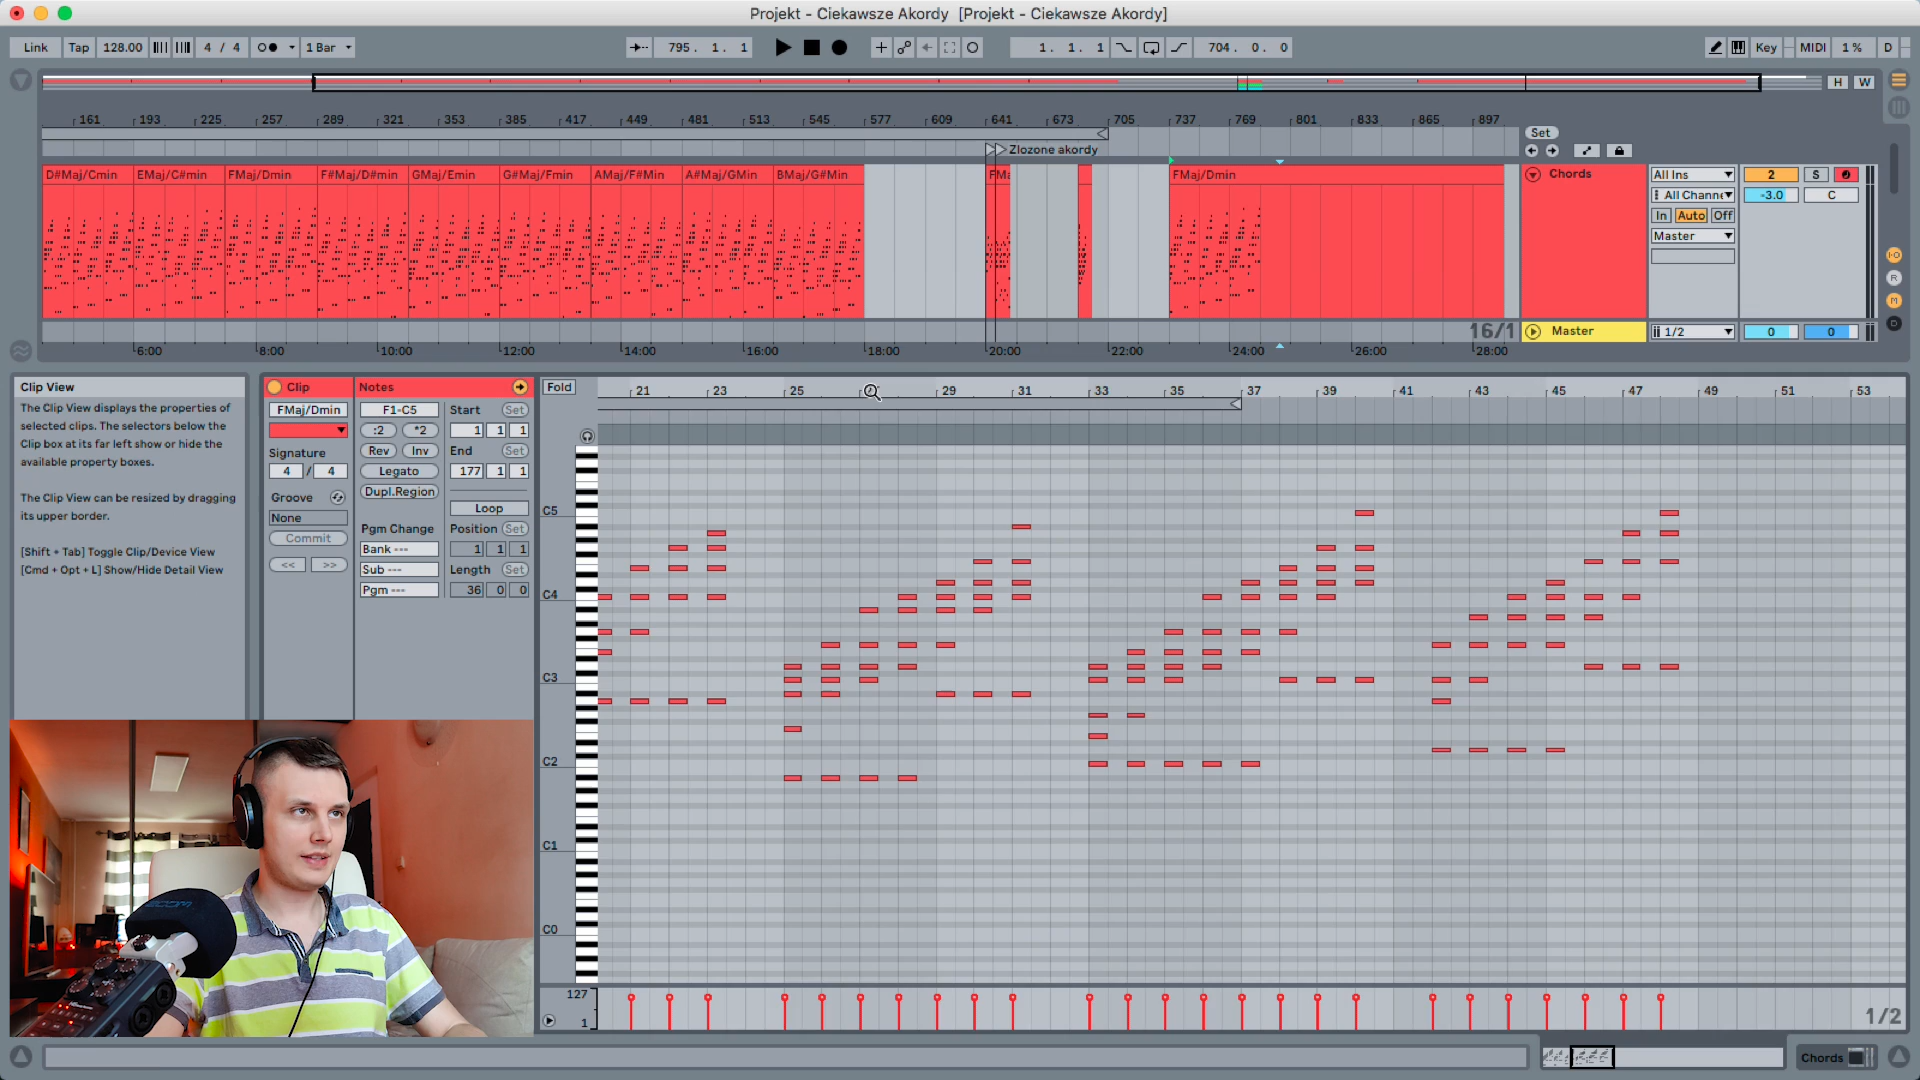 Projekt - Ciekawsze Akordy  [Projekt - Ciekawsze Akordy]
Link Tap 128.00 4 / 4 1 Bar 795. 1. 1 1. 1. 1 704. 0. 0 Key MIDI 1 % D
H W
161 193 225 257 289 321 353 385 417 449 481 513 545 577 609 641 673 705 737 769 801 833 865 897
Set
Zlozone akordy
D#Maj/Cmin EMaj/C#min FMaj/Dmin F#Maj/D#min GMaj/Emin G#Maj/Fmin AMaj/F#Min A#Maj/GMin BMaj/G#Min FMa FMaj/Dmin
Chords All Ins 2 S
All Channe -3.0 C
In Auto Off
Master
R
M
D
16/1
Master 1/2 0 0
6:00 8:00 10:00 12:00 14:00 16:00 18:00 20:00 22:00 24:00 26:00 28:00
Clip View
The Clip View displays the properties of
selected clips. The selectors below the
Clip box at its far left show or hide the
available property boxes.
The Clip View can be resized by dragging
its upper border.
[Shift + Tab] Toggle Clip/Device View
[Cmd + Opt + L] Show/Hide Detail View
Clip Notes
FMaj/Dmin F1-C5 Start Set
:2 *2 1 1 1
Signature Rev Inv End Set
4 / 4 Legato 177 1 1
Groove Dupl.Region
None Loop
Commit Pgm Change Position Set
<< >> Bank --- 1 1 1
Sub --- Length Set
Pgm --- 36 0 0
Fold 21 23 25 29 31 33 35 37 39 41 43 45 47 49 51 53
C5
C4
C3
C2
C1
C0
127
1
1/2
ZOOM
Chords